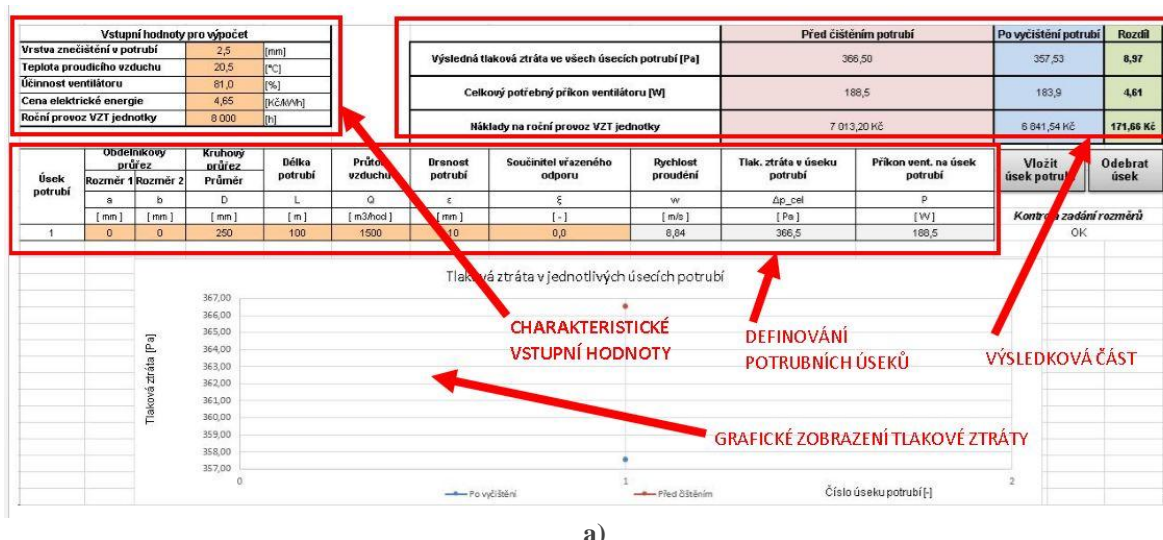 Vstupní hodnoty pro výpočet
Vrstva znečištění v potrubí 2,5 [mm]
Teplota proudícího vzduchu 20,5 [°C]
Účinnost ventilátoru 81,0 [%]
Cena elektrické energie 4,65 [Kč/kWh]
Roční provoz VZT jednotky 8 000 [h]
Před čištěním potrubí Po vyčištění potrubí Rozdíl
Výsledná tlaková ztráta ve všech úsecích potrubí [Pa] 366,50 357,53 8,97
Celkový potřebný příkon ventilátoru [W] 188,5 183,9 4,61
Náklady na roční provoz VZT jednotky 7 013,20 Kč 6 841,54 Kč 171,66 Kč
Úsek potrubí
Obdelníkový průřez
Rozměr 1 Rozměr 2
Kruhový průřez
Průměr
Délka potrubí
Průtok vzduchu
Drsnost potrubí
Součinitel vřazeného odporu
Rychlost proudění
Tlak. ztráta v úseku potrubí
Příkon vent. na úsek potrubí
a b D L Q ε ξ w Δp_cel P
[ mm ] [ mm ] [ mm ] [ m ] [ m3/hod ] [ mm ] [ - ] [ m/s ] [ Pa ] [ W ]
1 0 0 250 100 1500 10 0,0 8,84 366,5 188,5
Vložit úsek potrubí
Odebrat úsek
Kontrola zadání rozměrů
OK
Tlaková ztráta v jednotlivých úsecích potrubí
Tlaková ztráta [Pa]
367,00
366,00
365,00
364,00
363,00
362,00
361,00
360,00
359,00
358,00
357,00
0 1 2
Po vyčištění Před čištěním
Číslo úseku potrubí [-]
CHARAKTERISTICKÉ
VSTUPNÍ HODNOTY
DEFINOVÁNÍ
POTRUBNÍCH ÚSEKŮ
VÝSLEDKOVÁ ČÁST
GRAFICKÉ ZOBRAZENÍ TLAKOVÉ ZTRÁTY
a)